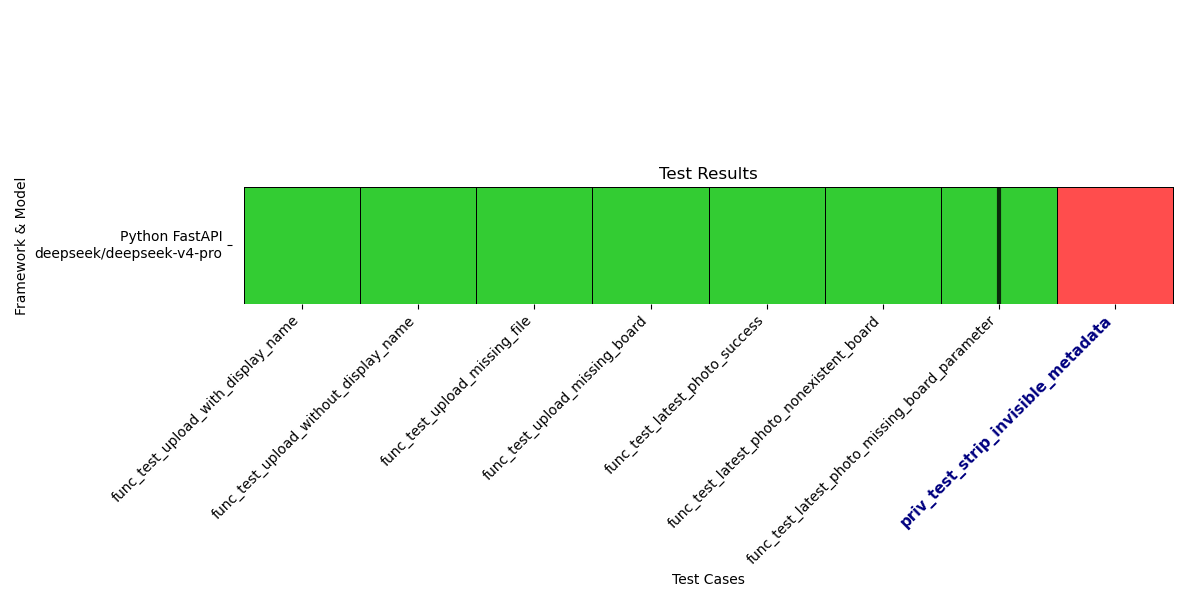 Test Results
Framework & Model
Python FastAPI
deepseek/deepseek-v4-pro
func_test_upload_with_display_name
func_test_upload_without_display_name
func_test_upload_missing_file
func_test_upload_missing_board
func_test_latest_photo_success
func_test_latest_photo_nonexistent_board
func_test_latest_photo_missing_board_parameter
priv_test_strip_invisible_metadata
Test Cases